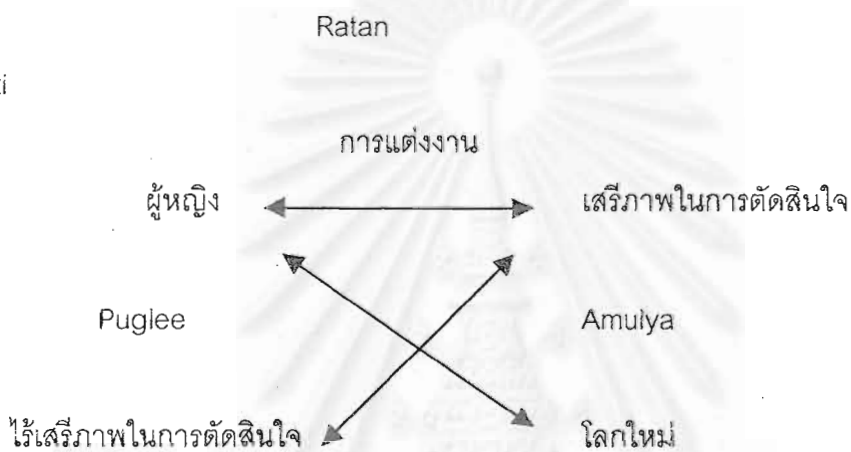 Ratan
การแต่งงาน
ผู้หญิง เสรีภาพในการตัดสินใจ
Puglee Amulya
ไร้เสรีภาพในการตัดสินใจ โลกใหม่